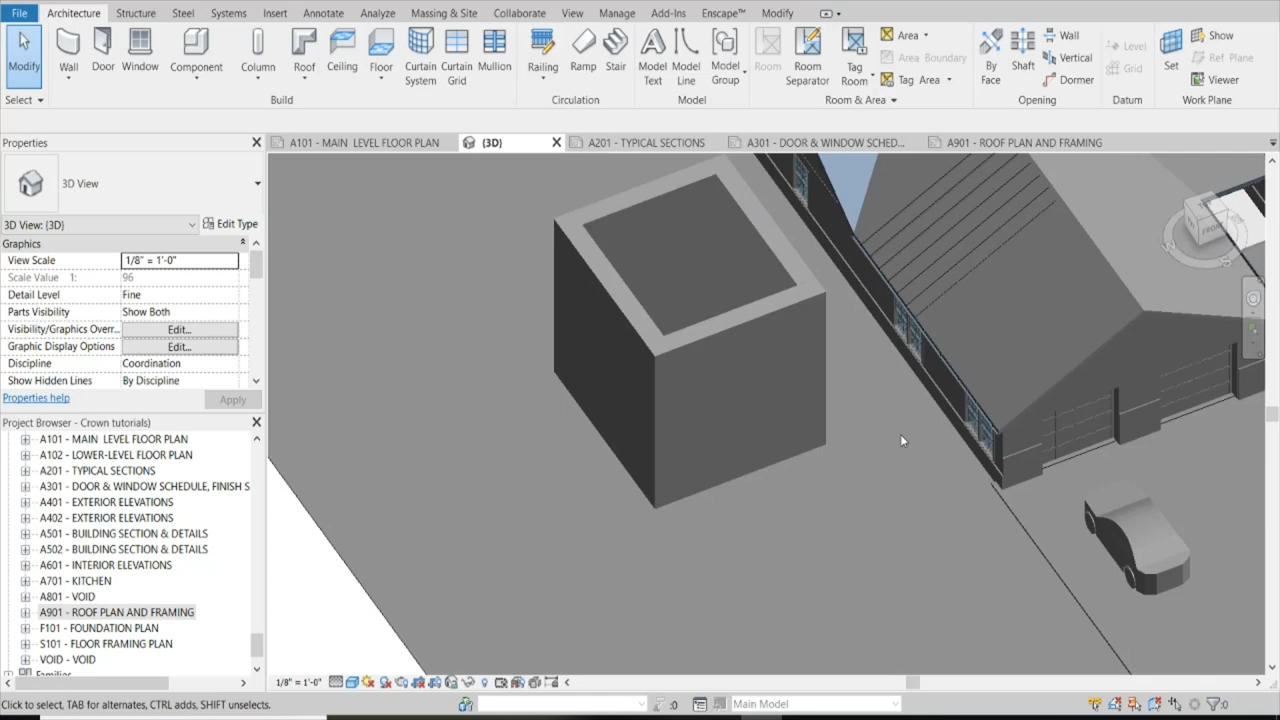 File Architecture Structure Steel Systems Insert Annotate Analyze Massing & Site Collaborate View Manage Add-Ins Enscape™ Modify
Modify Wall Door Window Component Column Roof Ceiling Floor Curtain System Curtain Grid Mullion Railing Ramp Stair Model Text Model Line Model Group Room Room Separator Tag Room Area Area Boundary Tag Area By Face Shaft Wall Vertical Dormer Level Grid Set Show Ref Plane Viewer
Select Build Circulation Model Room & Area Opening Datum Work Plane
Properties
A101 - MAIN LEVEL FLOOR PLAN {3D} A201 - TYPICAL SECTIONS A301 - DOOR & WINDOW SCHED... A901 - ROOF PLAN AND FRAMING
3D View
3D View: {3D} Edit Type
Graphics
View Scale 1/8" = 1'-0"
Scale Value 1: 96
Detail Level Fine
Parts Visibility Show Both
Visibility/Graphics Overr... Edit...
Graphic Display Options Edit...
Discipline Coordination
Show Hidden Lines By Discipline
Properties help Apply
Project Browser - Crown tutorials)
A101 - MAIN LEVEL FLOOR PLAN
A102 - LOWER-LEVEL FLOOR PLAN
A201 - TYPICAL SECTIONS
A301 - DOOR & WINDOW SCHEDULE, FINISH S
A401 - EXTERIOR ELEVATIONS
A402 - EXTERIOR ELEVATIONS
A501 - BUILDING SECTION & DETAILS
A502 - BUILDING SECTION & DETAILS
A601 - INTERIOR ELEVATIONS
A701 - KITCHEN
A801 - VOID
A901 - ROOF PLAN AND FRAMING
F101 - FOUNDATION PLAN
S101 - FLOOR FRAMING PLAN
VOID - VOID
Families
W FRONT S
1/8" = 1'-0"
Click to select, TAB for alternates, CTRL adds, SHIFT unselects. :0 Main Model :0